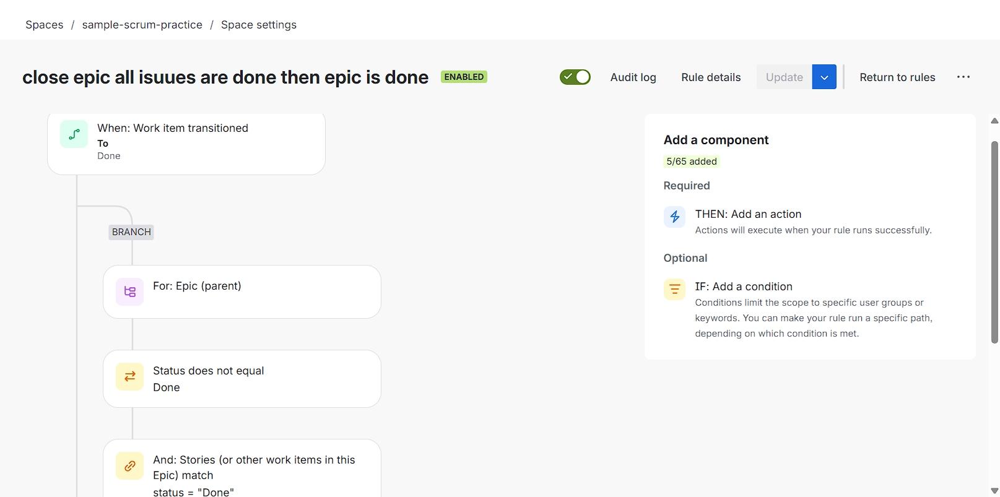 Spaces / sample-scrum-practice / Space settings
close epic all isuues are done then epic is done ENABLED
Audit log Rule details Update Return to rules
When: Work item transitioned
To
Done
BRANCH
For: Epic (parent)
Status does not equal
Done
And: Stories (or other work items in this
Epic) match
status = "Done"
Add a component
5/65 added
Required
THEN: Add an action
Actions will execute when your rule runs successfully.
Optional
IF: Add a condition
Conditions limit the scope to specific user groups or
keywords. You can make your rule run a specific path,
depending on which condition is met.